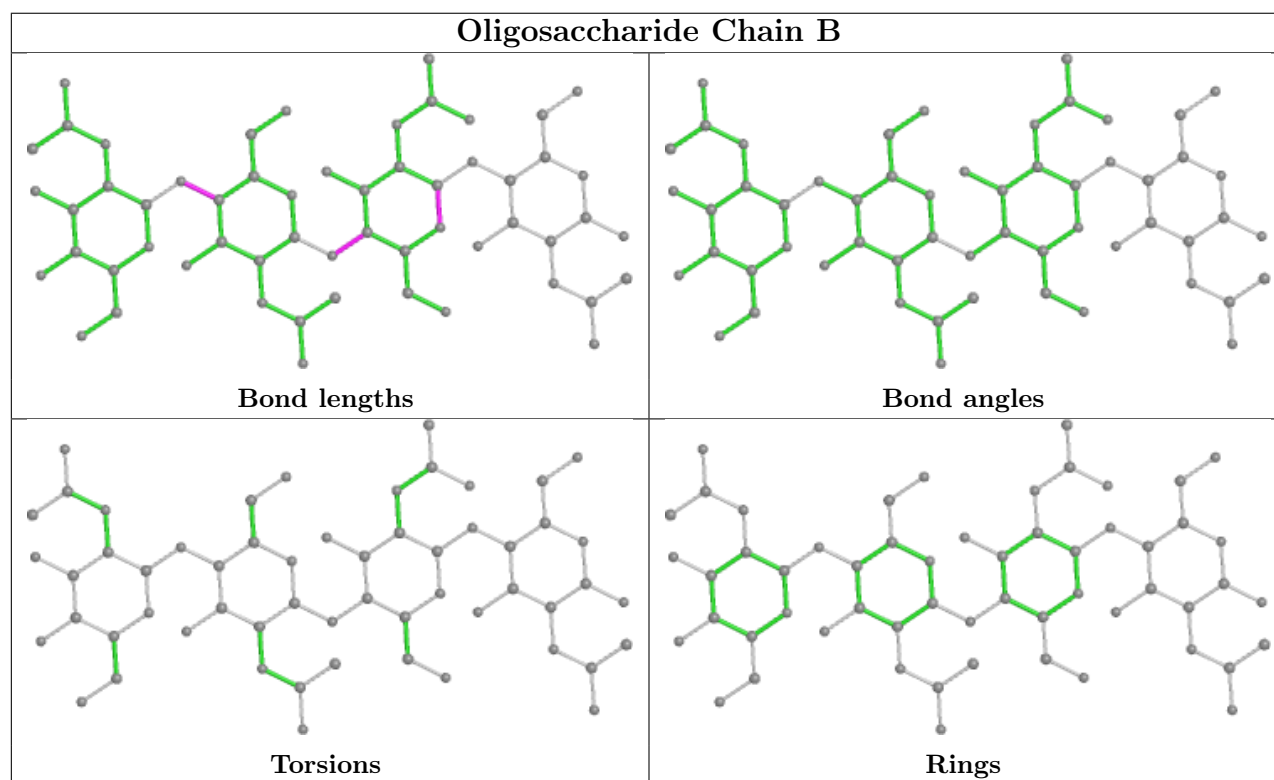 Oligosaccharide Chain B
Bond lengths
Bond angles
Torsions
Rings